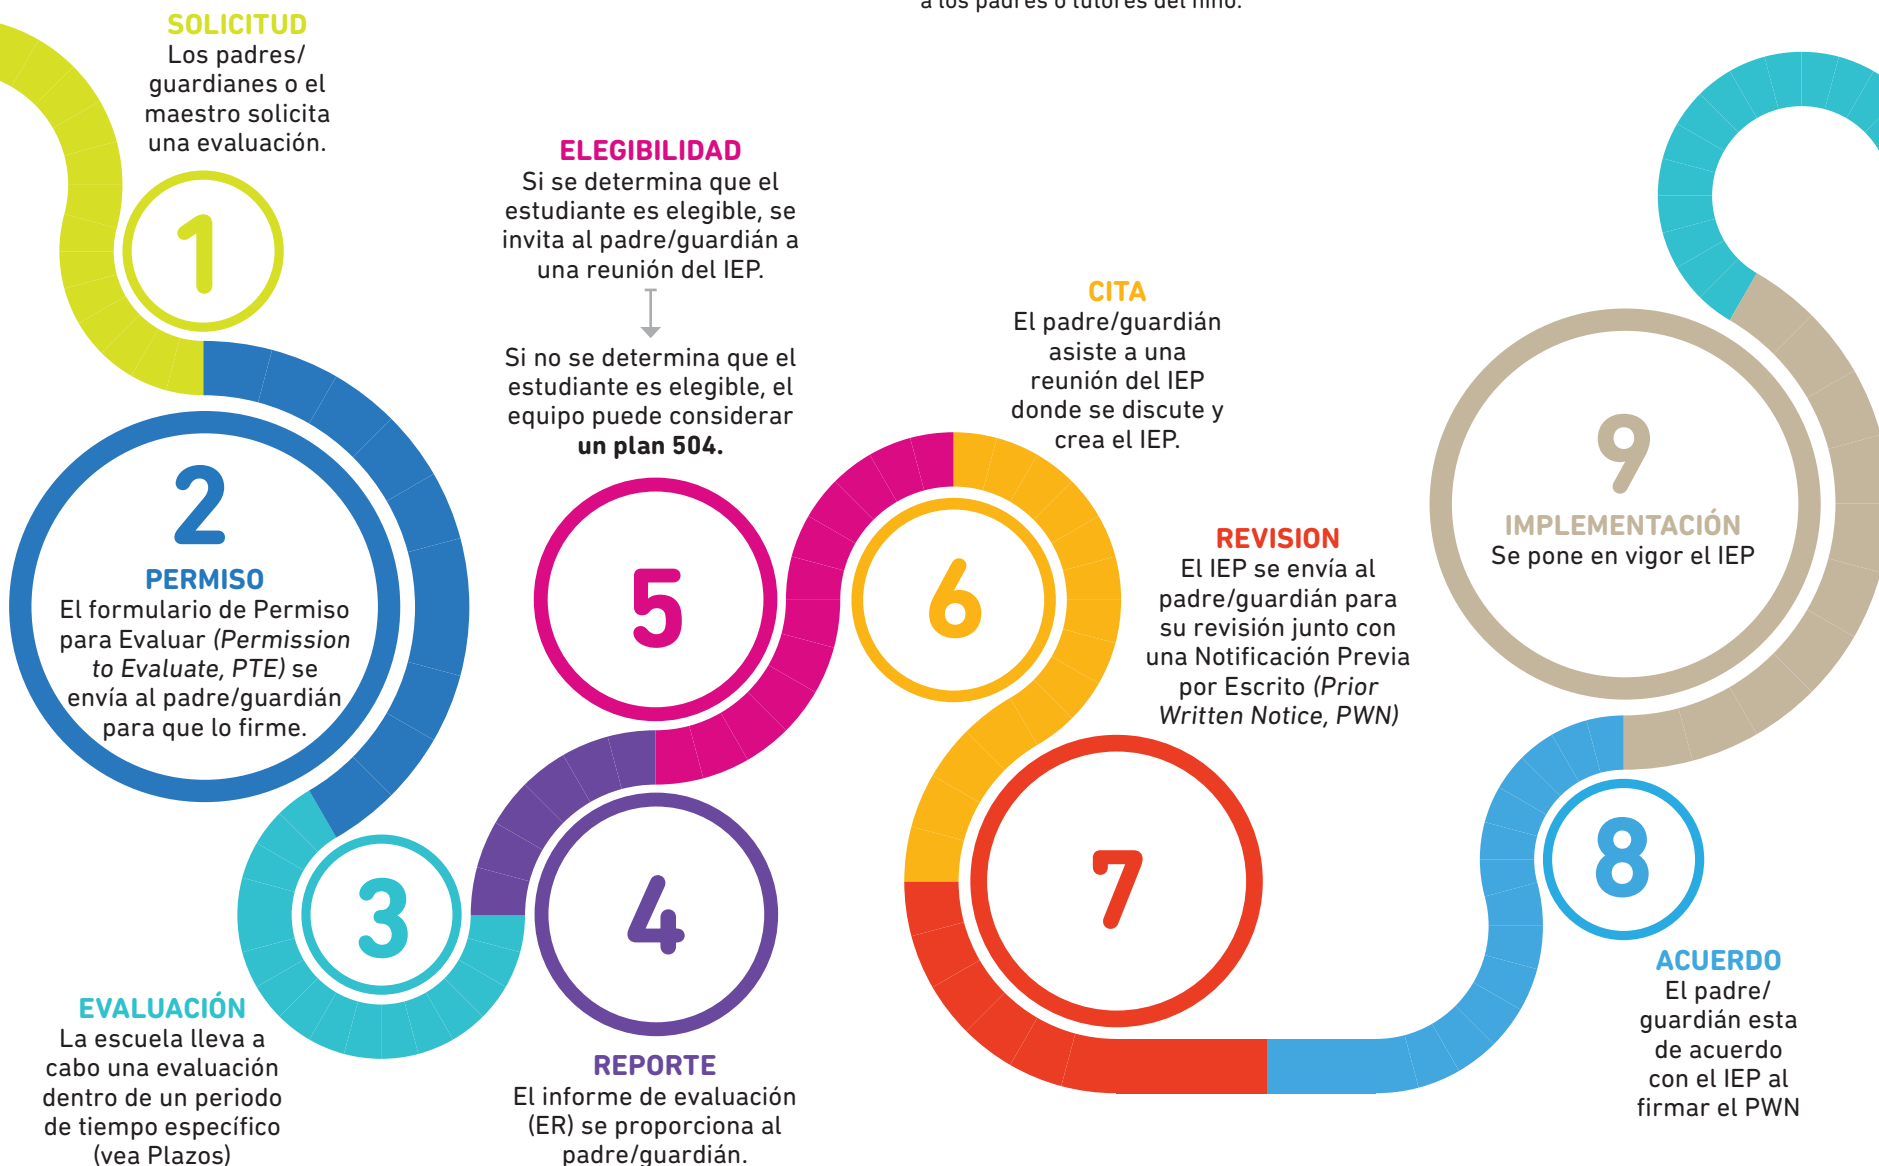 a los padres o tutores del niño.
SOLICITUD
Los padres/
guardianes o el
maestro solicita
una evaluación.
1
2
PERMISO
El formulario de Permiso
para Evaluar (Permission
to Evaluate, PTE) se
envía al padre/guardián
para que lo firme.
3
EVALUACIÓN
La escuela lleva a
cabo una evaluación
dentro de un periodo
de tiempo específico
(vea Plazos)
4
REPORTE
El informe de evaluación
(ER) se proporciona al
padre/guardián.
ELEGIBILIDAD
Si se determina que el
estudiante es elegible, se
invita al padre/guardián a
una reunión del IEP.
Si no se determina que el
estudiante es elegible, el
equipo puede considerar
un plan 504.
5
CITA
El padre/guardián
asiste a una
reunión del IEP
donde se discute y
crea el IEP.
6
REVISION
El IEP se envía al
padre/guardián para
su revisión junto con
una Notificación Previa
por Escrito (Prior
Written Notice, PWN)
7
8
ACUERDO
El padre/
guardián esta
de acuerdo
con el IEP al
firmar el PWN
9
IMPLEMENTACIÓN
Se pone en vigor el IEP